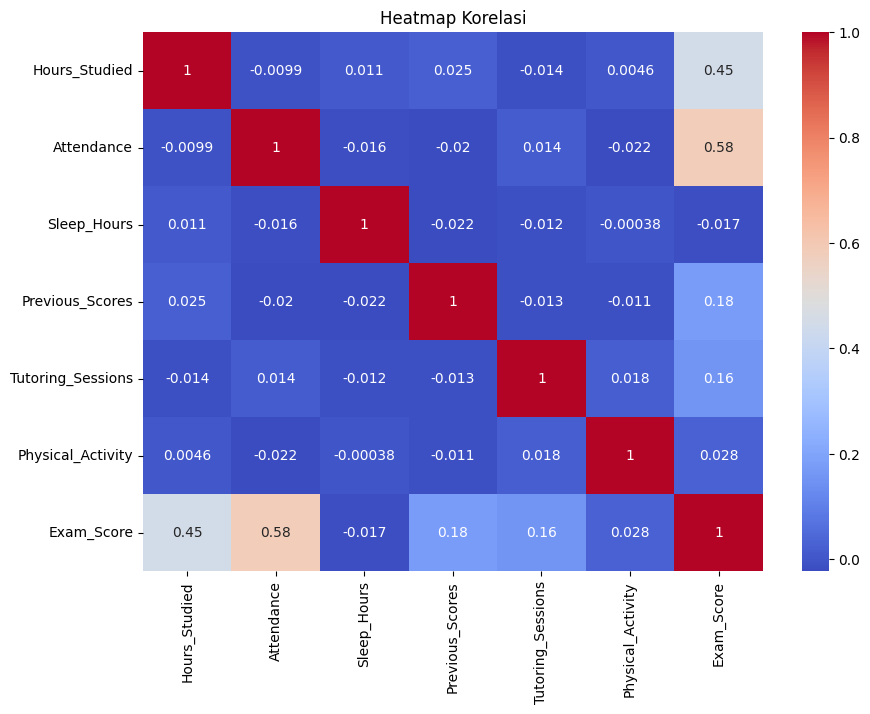 Heatmap Korelasi
Hours_Studied 1 -0.0099 0.011 0.025 -0.014 0.0046 0.45
Attendance -0.0099 1 -0.016 -0.02 0.014 -0.022 0.58
Sleep_Hours 0.011 -0.016 1 -0.022 -0.012 -0.00038 -0.017
Previous_Scores 0.025 -0.02 -0.022 1 -0.013 -0.011 0.18
Tutoring_Sessions -0.014 0.014 -0.012 -0.013 1 0.018 0.16
Physical_Activity 0.0046 -0.022 -0.00038 -0.011 0.018 1 0.028
Exam_Score 0.45 0.58 -0.017 0.18 0.16 0.028 1
Hours_Studied
Attendance
Sleep_Hours
Previous_Scores
Tutoring_Sessions
Physical_Activity
Exam_Score
1.0
0.8
0.6
0.4
0.2
0.0